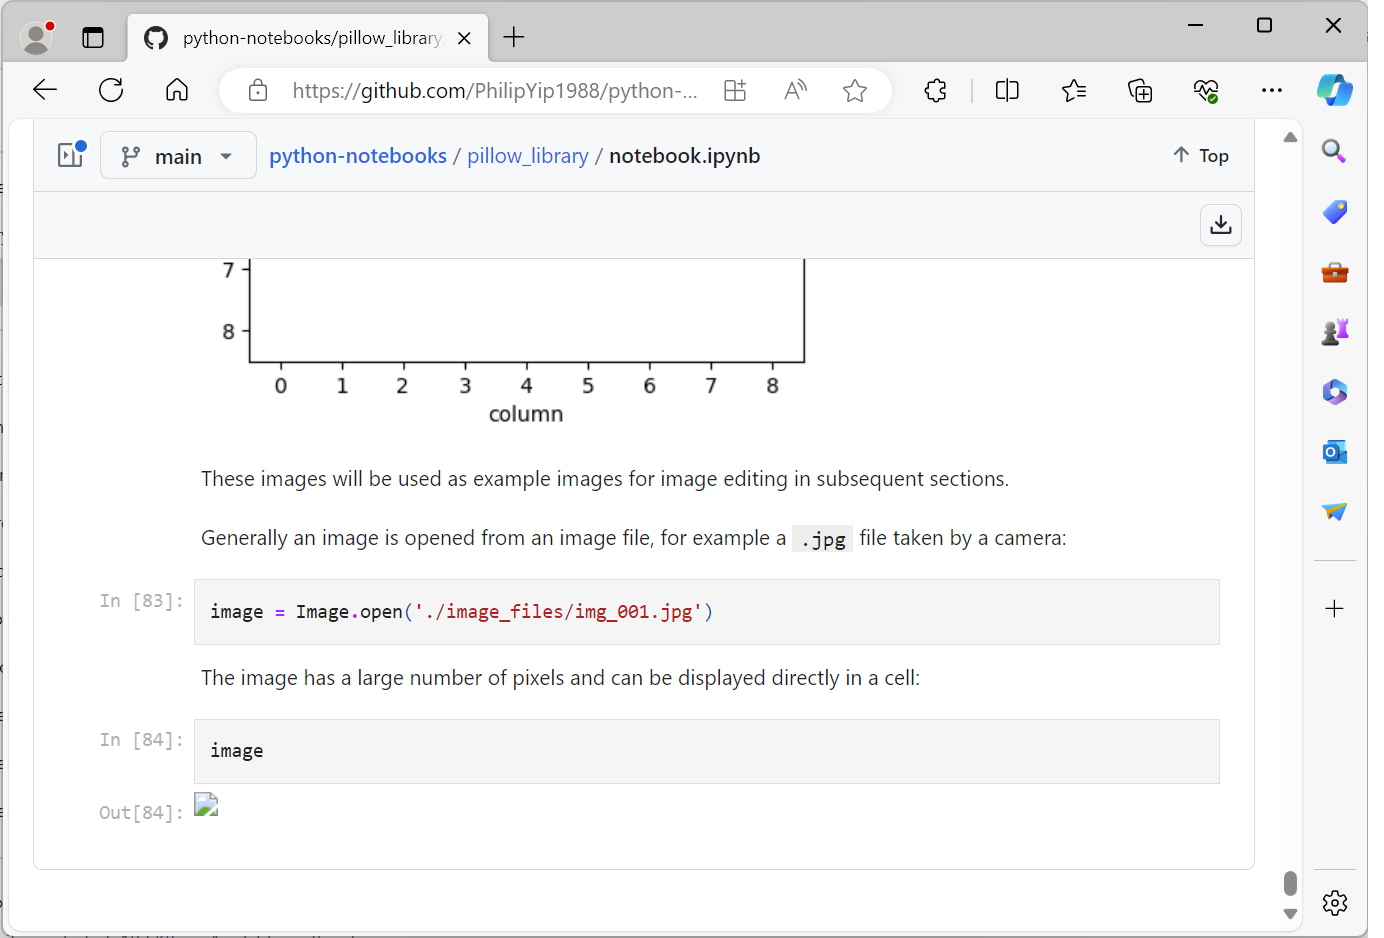 python-notebooks/pillow_library
https://github.com/PhilipYip1988/python-...
main
python-notebooks / pillow_library / notebook.ipynb
Top
7
8
0 1 2 3 4 5 6 7 8
column
These images will be used as example images for image editing in subsequent sections.
Generally an image is opened from an image file, for example a .jpg file taken by a camera:
In [83]:
image = Image.open('./image_files/img_001.jpg')
The image has a large number of pixels and can be displayed directly in a cell:
In [84]:
image
Out[84]: